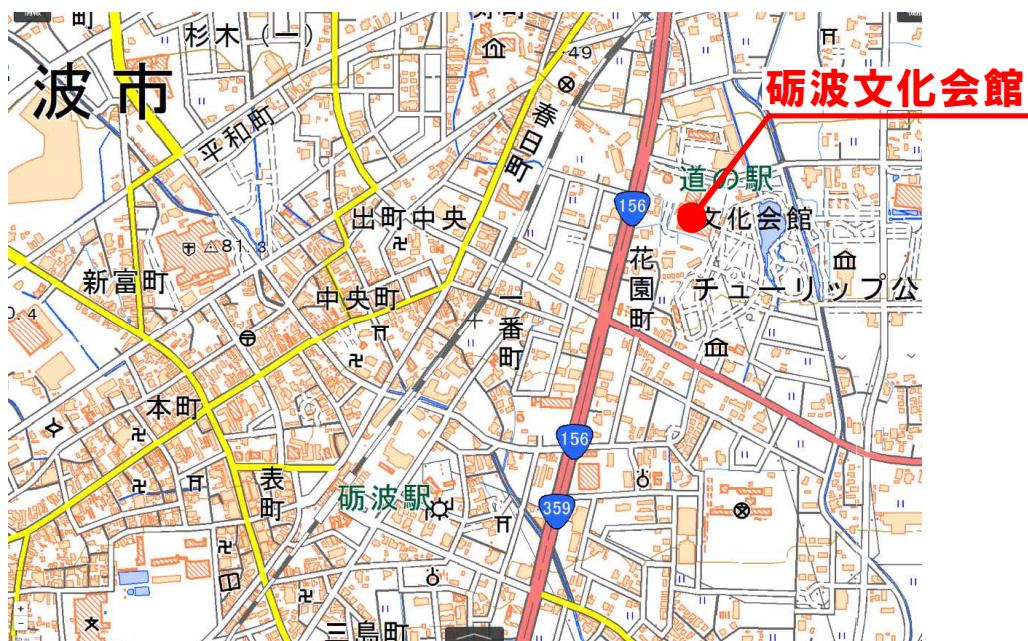 町
杉木(一)
49
波市
砺波文化会館
平和町
春日町
道の駅
156
出町中央
文化会館
81.3
新富町
花園町
チューリップ公
中央町
一番町
0.4
本町
156
表町
砺波駅
359
三島町
+
-